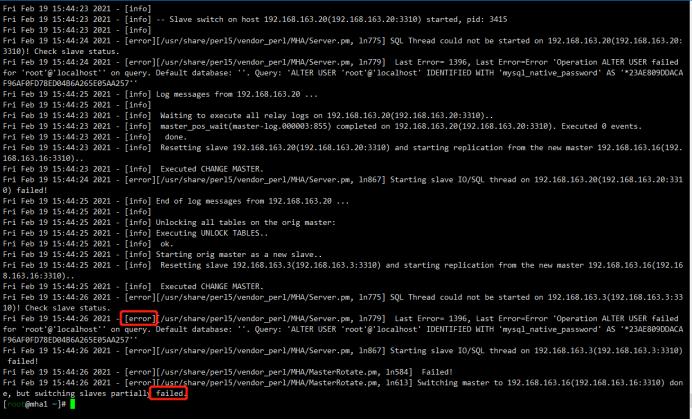 Fri Feb 19 15:44:23 2021 - [info]
Fri Feb 19 15:44:23 2021 - [info] -- Slave switch on host 192.168.163.20(192.168.163.20:3310) started, pid: 3415
Fri Feb 19 15:44:24 2021 - [info]
Fri Feb 19 15:44:24 2021 - [error][/usr/share/perl5/vendor_perl/MHA/Server.pm, ln775] SQL Thread could not be started on 192.168.163.20(192.168.163.20:
3310)! Check slave status.
Fri Feb 19 15:44:24 2021 - [error][/usr/share/perl5/vendor_perl/MHA/Server.pm, ln779]  Last Error= 1396, Last Error=Error 'Operation ALTER USER failed
for 'root'@'localhost'' on query. Default database: ''. Query: 'ALTER USER 'root'@'localhost' IDENTIFIED WITH 'mysql_native_password' AS '*23AE809DDACA
F96AF0FD78ED04B6A265E05AA257''
Fri Feb 19 15:44:25 2021 - [info] Log messages from 192.168.163.20 ...
Fri Feb 19 15:44:25 2021 - [info]
Fri Feb 19 15:44:23 2021 - [info]  Waiting to execute all relay logs on 192.168.163.20(192.168.163.20:3310)..
Fri Feb 19 15:44:23 2021 - [info]  master_pos_wait(master-log.000003:855) completed on 192.168.163.20(192.168.163.20:3310). Executed 0 events.
Fri Feb 19 15:44:23 2021 - [info]   done.
Fri Feb 19 15:44:23 2021 - [info]  Resetting slave 192.168.163.20(192.168.163.20:3310) and starting replication from the new master 192.168.163.16(192.
168.163.16:3310)..
Fri Feb 19 15:44:23 2021 - [info]  Executed CHANGE MASTER.
Fri Feb 19 15:44:24 2021 - [error][/usr/share/perl5/vendor_perl/MHA/Server.pm, ln867] Starting slave IO/SQL thread on 192.168.163.20(192.168.163.20:331
0) failed!
Fri Feb 19 15:44:25 2021 - [info] End of log messages from 192.168.163.20 ...
Fri Feb 19 15:44:25 2021 - [info]
Fri Feb 19 15:44:25 2021 - [info] Unlocking all tables on the orig master:
Fri Feb 19 15:44:25 2021 - [info] Executing UNLOCK TABLES..
Fri Feb 19 15:44:25 2021 - [info]  ok.
Fri Feb 19 15:44:25 2021 - [info] Starting orig master as a new slave..
Fri Feb 19 15:44:25 2021 - [info]  Resetting slave 192.168.163.3(192.168.163.3:3310) and starting replication from the new master 192.168.163.16(192.16
8.163.16:3310)..
Fri Feb 19 15:44:25 2021 - [info]  Executed CHANGE MASTER.
Fri Feb 19 15:44:26 2021 - [error][/usr/share/perl5/vendor_perl/MHA/Server.pm, ln775] SQL Thread could not be started on 192.168.163.3(192.168.163.3:33
10)! Check slave status.
Fri Feb 19 15:44:26 2021 - [error][/usr/share/perl5/vendor_perl/MHA/Server.pm, ln779]  Last Error= 1396, Last Error=Error 'Operation ALTER USER failed
for 'root'@'localhost'' on query. Default database: ''. Query: 'ALTER USER 'root'@'localhost' IDENTIFIED WITH 'mysql_native_password' AS '*23AE809DDACA
F96AF0FD78ED04B6A265E05AA257''
Fri Feb 19 15:44:26 2021 - [error][/usr/share/perl5/vendor_perl/MHA/Server.pm, ln867] Starting slave IO/SQL thread on 192.168.163.3(192.168.163.3:3310)
 failed!
Fri Feb 19 15:44:26 2021 - [error][/usr/share/perl5/vendor_perl/MHA/MasterRotate.pm, ln584]  Failed!
Fri Feb 19 15:44:26 2021 - [error][/usr/share/perl5/vendor_perl/MHA/MasterRotate.pm, ln613] Switching master to 192.168.163.16(192.168.163.16:3310) don
e, but switching slaves partially failed.
[root@mha1 ~]#